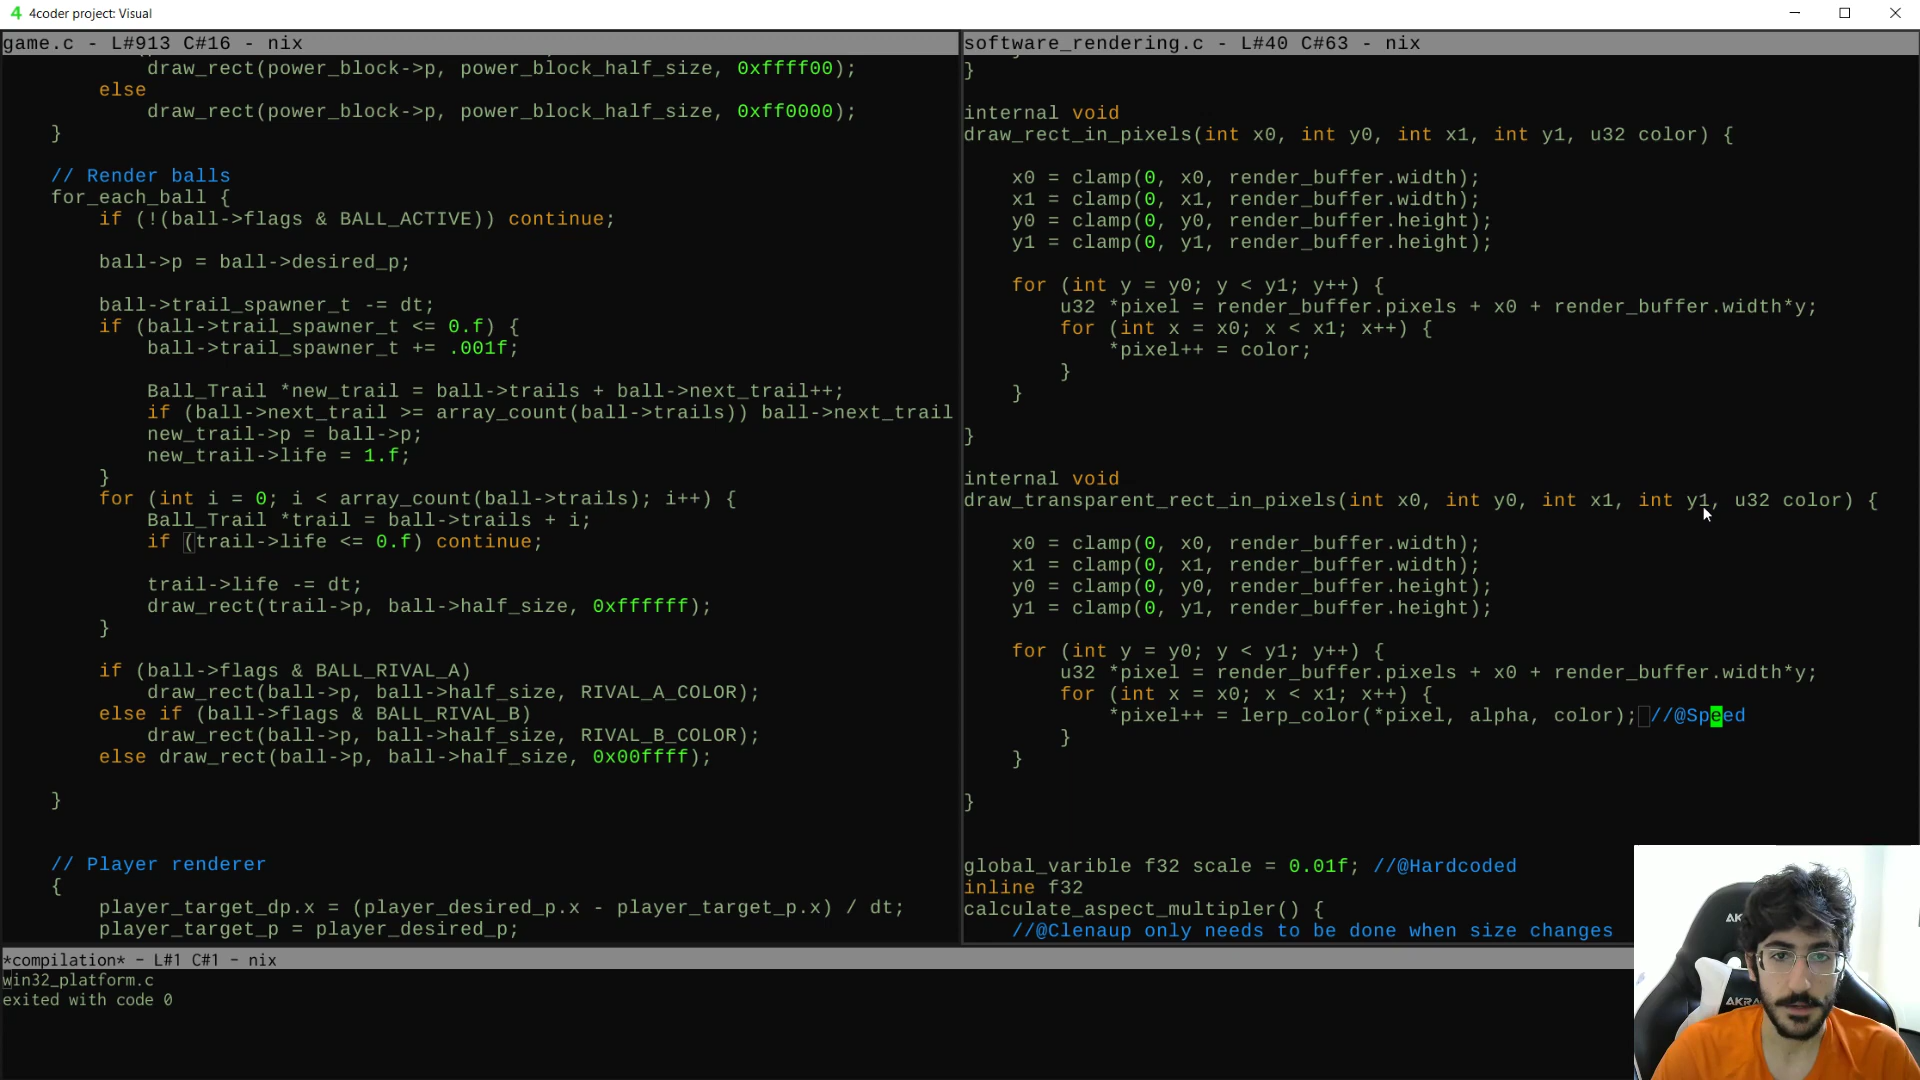 4 4coder project: Visual
game.c - L#913 C#16 - nix
draw_rect(power_block->p, power_block_half_size, 0xffff00);
else
draw_rect(power_block->p, power_block_half_size, 0xff0000);
}
// Render balls
for_each_ball {
if (!(ball->flags & BALL_ACTIVE)) continue;
ball->p = ball->desired_p;
ball->trail_spawner_t -= dt;
if (ball->trail_spawner_t <= 0.f) {
ball->trail_spawner_t += .001f;
Ball_Trail *new_trail = ball->trails + ball->next_trail++;
if (ball->next_trail >= array_count(ball->trails)) ball->next_trail
new_trail->p = ball->p;
new_trail->life = 1.f;
}
for (int i = 0; i < array_count(ball->trails); i++) {
Ball_Trail *trail = ball->trails + i;
if (trail->life <= 0.f) continue;
trail->life -= dt;
draw_rect(trail->p, ball->half_size, 0xffffff);
}
if (ball->flags & BALL_RIVAL_A)
draw_rect(ball->p, ball->half_size, RIVAL_A_COLOR);
else if (ball->flags & BALL_RIVAL_B)
draw_rect(ball->p, ball->half_size, RIVAL_B_COLOR);
else draw_rect(ball->p, ball->half_size, 0x00ffff);
}
// Player renderer
{
player_target_dp.x = (player_desired_p.x - player_target_p.x) / dt;
player_target_p = player_desired_p;
software_rendering.c - L#40 C#63 - nix
}
internal void
draw_rect_in_pixels(int x0, int y0, int x1, int y1, u32 color) {
x0 = clamp(0, x0, render_buffer.width);
x1 = clamp(0, x1, render_buffer.width);
y0 = clamp(0, y0, render_buffer.height);
y1 = clamp(0, y1, render_buffer.height);
for (int y = y0; y < y1; y++) {
u32 *pixel = render_buffer.pixels + x0 + render_buffer.width*y;
for (int x = x0; x < x1; x++) {
*pixel++ = color;
}
}
}
internal void
draw_transparent_rect_in_pixels(int x0, int y0, int x1, int y1, u32 color) {
x0 = clamp(0, x0, render_buffer.width);
x1 = clamp(0, x1, render_buffer.width);
y0 = clamp(0, y0, render_buffer.height);
y1 = clamp(0, y1, render_buffer.height);
for (int y = y0; y < y1; y++) {
u32 *pixel = render_buffer.pixels + x0 + render_buffer.width*y;
for (int x = x0; x < x1; x++) {
*pixel++ = lerp_color(*pixel, alpha, color); //@Speed
}
}
}
global_varible f32 scale = 0.01f; //@Hardcoded
inline f32
calculate_aspect_multipler() {
//@Clenaup only needs to be done when size changes
*compilation* - L#1 C#1 - nix
win32_platform.c
exited with code 0